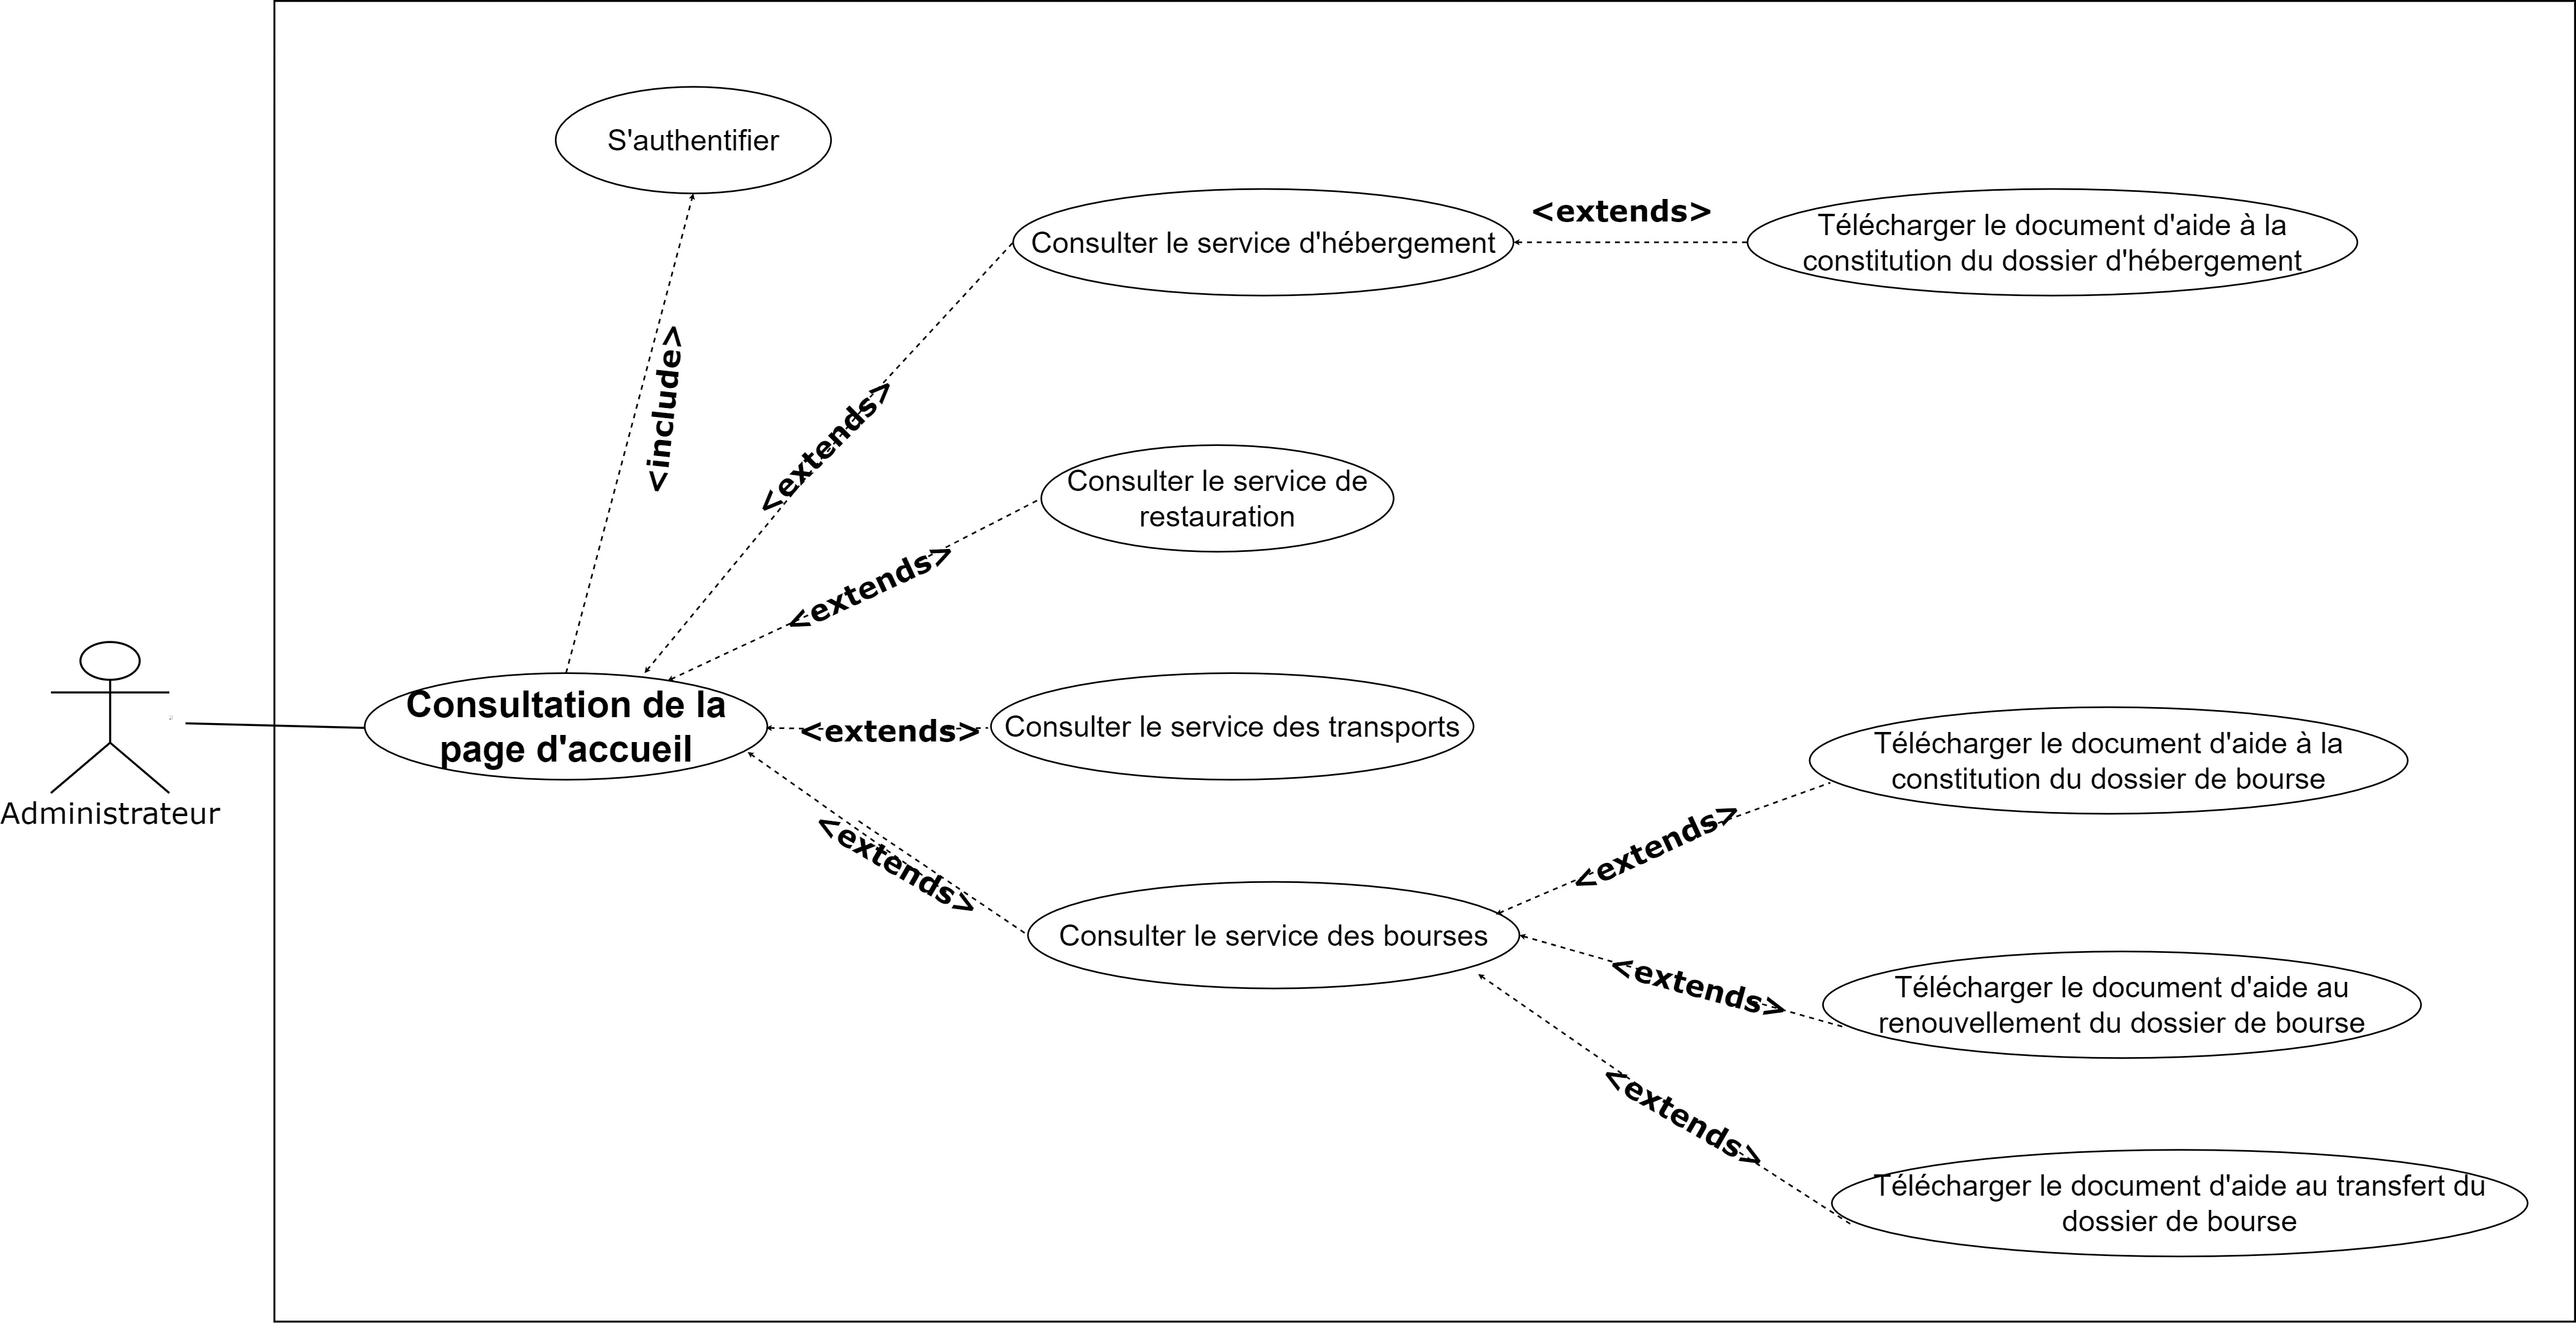 S'authentifier
<include>
Consulter le service d'hébergement
<extends>
Télécharger le document d'aide à la
constitution du dossier d'hébergement
<extends>
Consulter le service de
restauration
<extends>
Administrateur
Consultation de la
page d'accueil
<extends>
Consulter le service des transports
<extends>
Consulter le service des bourses
<extends>
Télécharger le document d'aide à la
constitution du dossier de bourse
<extends>
Télécharger le document d'aide au
renouvellement du dossier de bourse
<extends>
Télécharger le document d'aide au transfert du
dossier de bourse